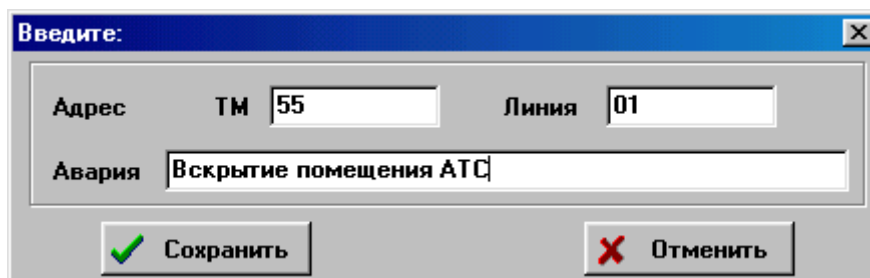 Введите:
Адрес ТМ 55 Линия 01
Авария Вскрытие помещения АТС
Сохранить Отменить